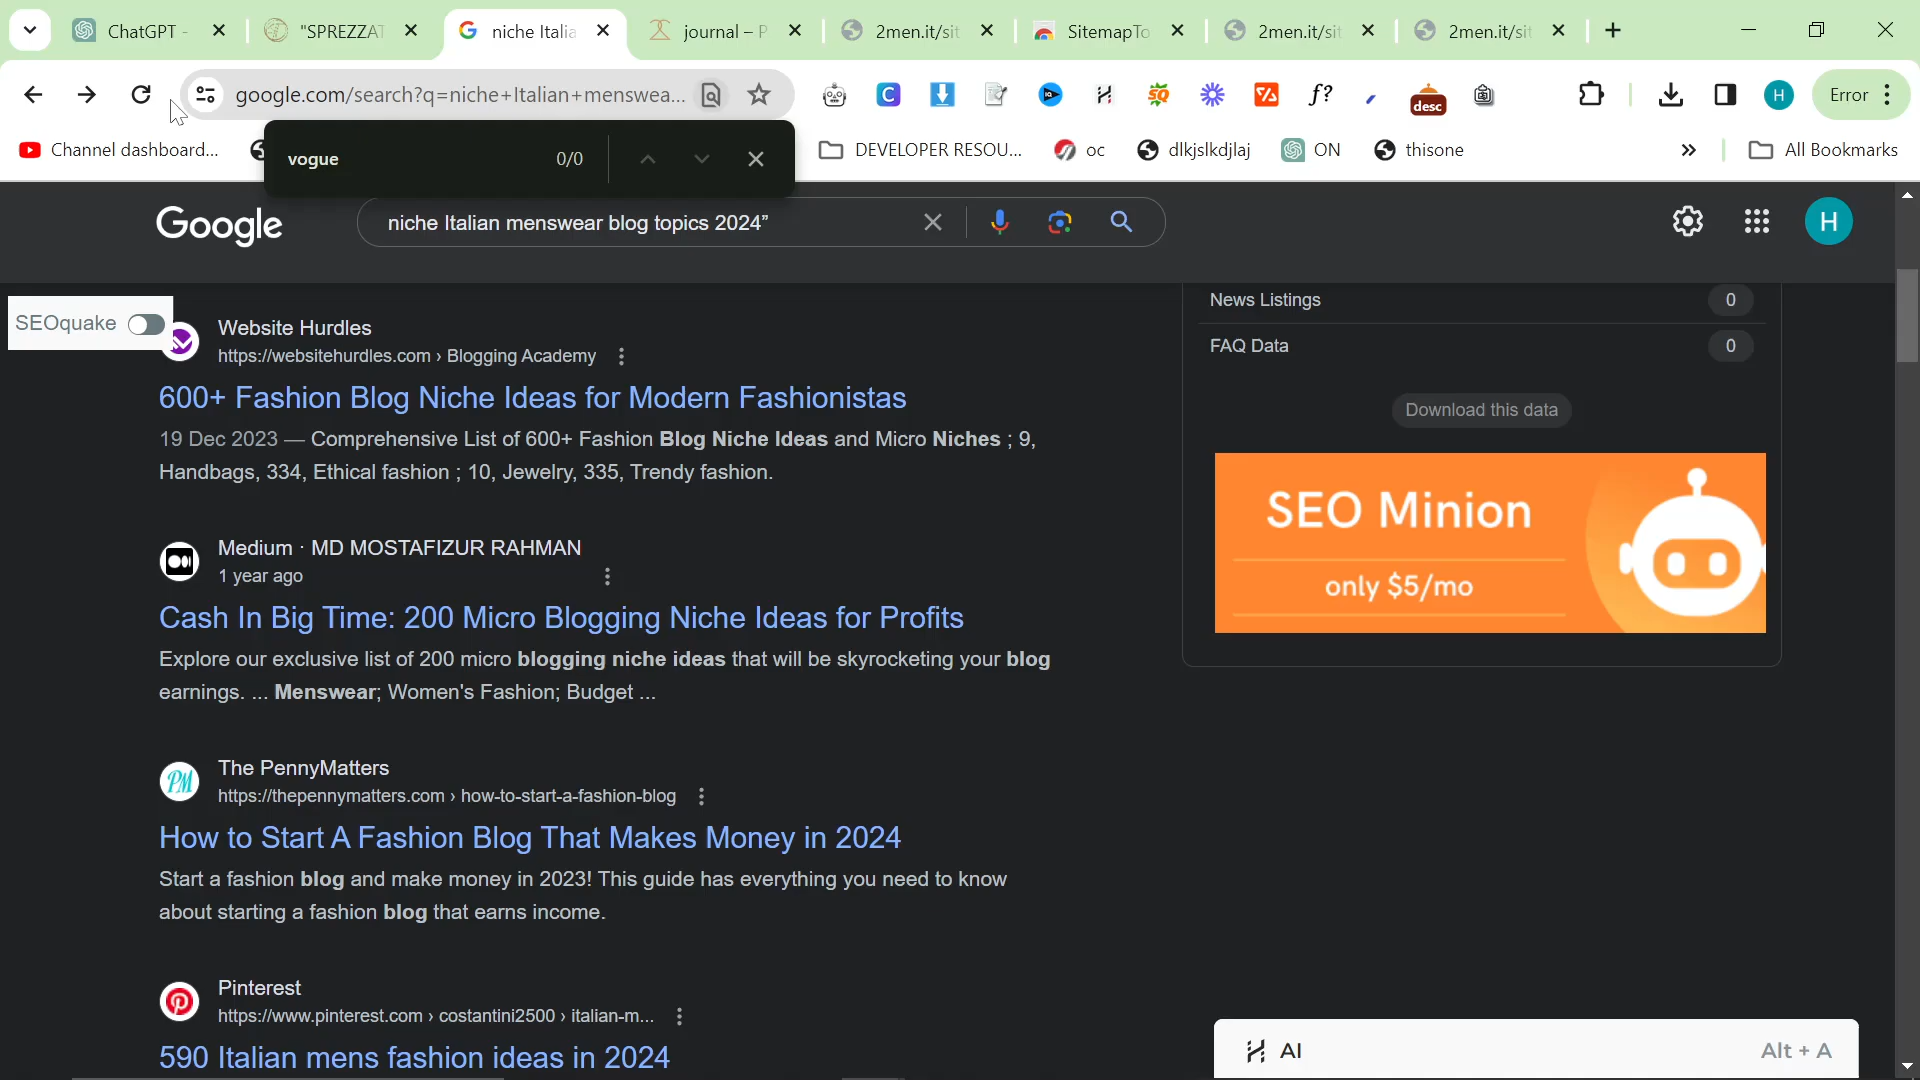 ChatGPT -
"SPREZZAT
niche Italia
journal – P
2men.it/sit
SitemapTo
2men.it/sit
2men.it/sit
google.com/search?q=niche+Italian+menswea...
Error
Channel dashboard...
vogue
0/0
DEVELOPER RESOU...
oc
dlkjslkdjlaj
ON
thisone
All Bookmarks
Google
niche Italian menswear blog topics 2024”
H
SEOquake
Website Hurdles
https://websitehurdles.com › Blogging Academy
600+ Fashion Blog Niche Ideas for Modern Fashionistas
19 Dec 2023 — Comprehensive List of 600+ Fashion Blog Niche Ideas and Micro Niches ; 9,
Handbags, 334, Ethical fashion ; 10, Jewelry, 335, Trendy fashion.
Medium · MD MOSTAFIZUR RAHMAN
1 year ago
Cash In Big Time: 200 Micro Blogging Niche Ideas for Profits
Explore our exclusive list of 200 micro blogging niche ideas that will be skyrocketing your blog
earnings. ... Menswear; Women's Fashion; Budget ...
The PennyMatters
https://thepennymatters.com › how-to-start-a-fashion-blog
How to Start A Fashion Blog That Makes Money in 2024
Start a fashion blog and make money in 2023! This guide has everything you need to know
about starting a fashion blog that earns income.
Pinterest
https://www.pinterest.com › costantini2500 › italian-m...
590 Italian mens fashion ideas in 2024
News Listings
0
FAQ Data
0
Download this data
SEO Minion
only $5/mo
AI
Alt + A
C
IQ
SQ
f?
desc
H
PM